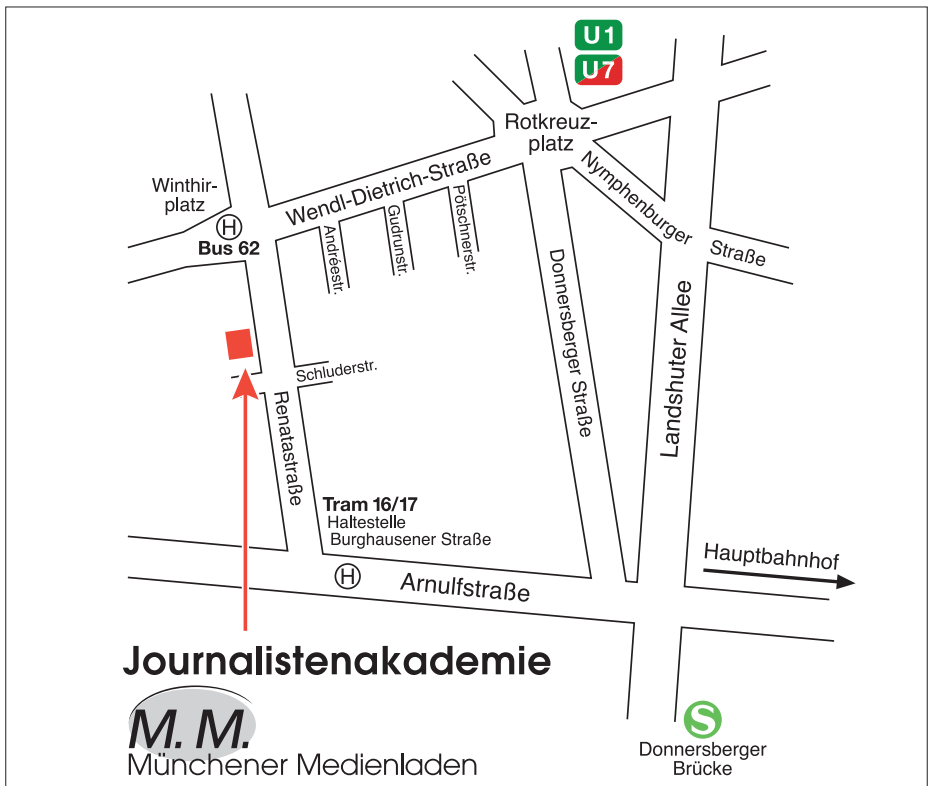 U1
U7
Rotkreuz-
platz
Wendl-Dietrich-Straße
Nymphenburger Straße
Winthir-
platz
H
Bus 62
Andréestr.
Gudrunstr.
Pötschnerstr.
Donnersberger Straße
Landshuter Allee
Schluderstr.
Renatastraße
Tram 16/17
Haltestelle
Burghausener Straße
H
Arnulfstraße
Hauptbahnhof
Journalistenakademie
M. M.
Münchener Medienladen
S
Donnersberger
Brücke